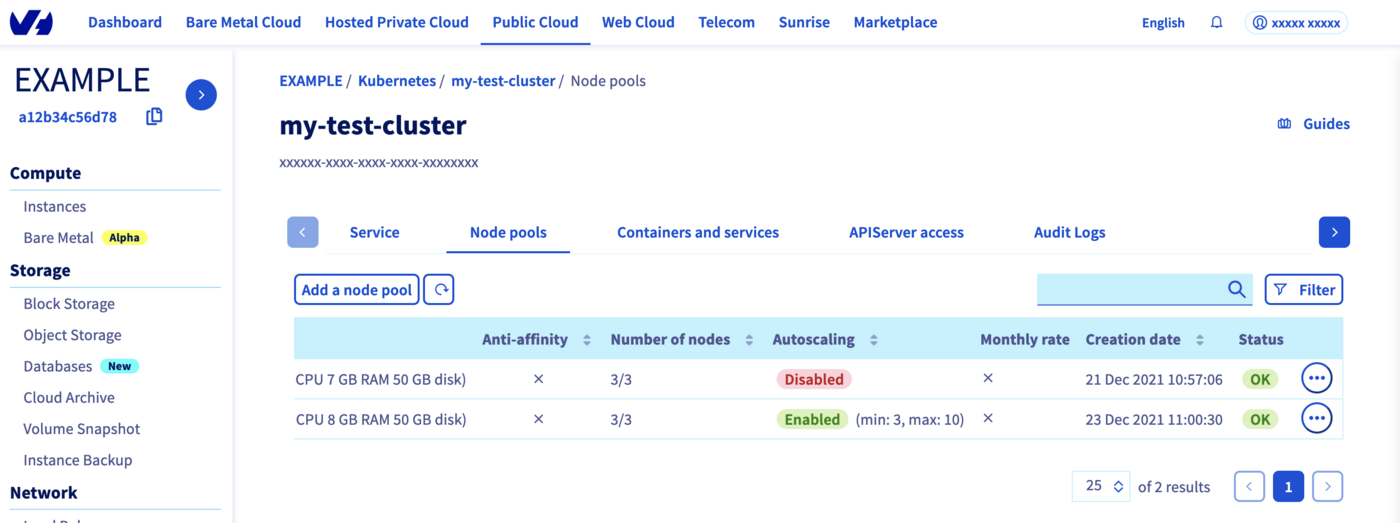 Dashboard Bare Metal Cloud Hosted Private Cloud Public Cloud Web Cloud Telecom Sunrise Marketplace English xxxxx xxxxx
EXAMPLE
a12b34c56d78
Compute
Instances
Bare Metal Alpha
Storage
Block Storage
Object Storage
Databases New
Cloud Archive
Volume Snapshot
Instance Backup
Network
EXAMPLE / Kubernetes / my-test-cluster / Node pools
my-test-cluster
Guides
xxxxxx-xxxx-xxxx-xxxx-xxxxxxxx
Service Node pools Containers and services APIServer access Audit Logs
Add a node pool
Filter
Anti-affinity Number of nodes Autoscaling Monthly rate Creation date Status
CPU 7 GB RAM 50 GB disk) 3/3 Disabled 21 Dec 2021 10:57:06 OK
CPU 8 GB RAM 50 GB disk) 3/3 Enabled (min: 3, max: 10) 23 Dec 2021 11:00:30 OK
25 of 2 results 1